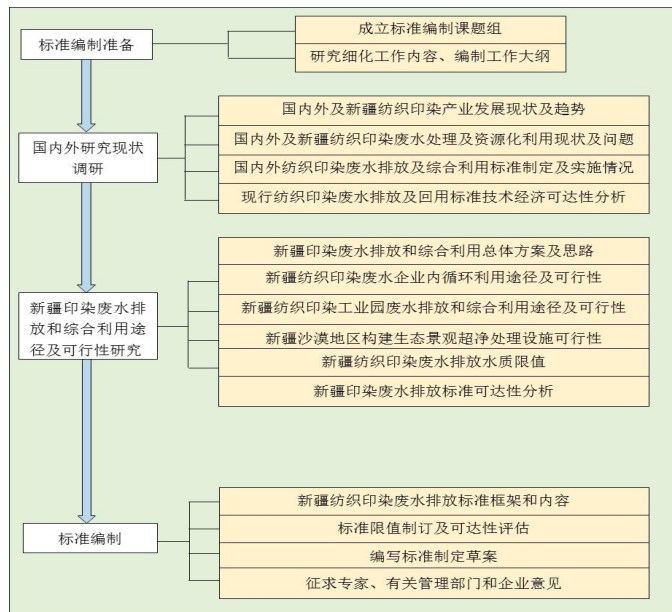 标准编制准备
成立标准编制课题组
研究细化工作内容、编制工作大纲
国内外研究现状
调研
国内外及新疆纺织印染产业发展现状及趋势
国内外及新疆纺织印染废水处理及资源化利用现状及问题
国内外纺织印染废水排放及综合利用标准制定及实施情况
现行纺织印染废水排放及回用标准技术经济可达性分析
新疆印染废水排
放和综合利用途
径及可行性研究
新疆印染废水排放和综合利用总体方案及思路
新疆纺织印染废水企业内循环利用途径及可行性
新疆纺织印染工业园废水排放和综合利用途径及可行性
新疆沙漠地区构建生态景观超净处理设施可行性
新疆纺织印染废水排放水质限值
新疆印染废水排放标准可达性分析
标准编制
新疆纺织印染废水排放标准框架和内容
标准限值制订及可达性评估
编写标准制定草案
征求专家、有关管理部门和企业意见